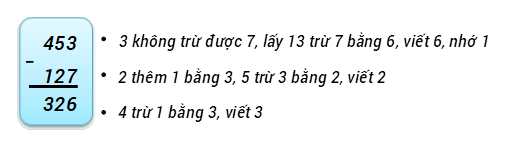 453
−
127
326
• 3 không trừ được 7, lấy 13 trừ 7 bằng 6, viết 6, nhớ 1
• 2 thêm 1 bằng 3, 5 trừ 3 bằng 2, viết 2
• 4 trừ 1 bằng 3, viết 3